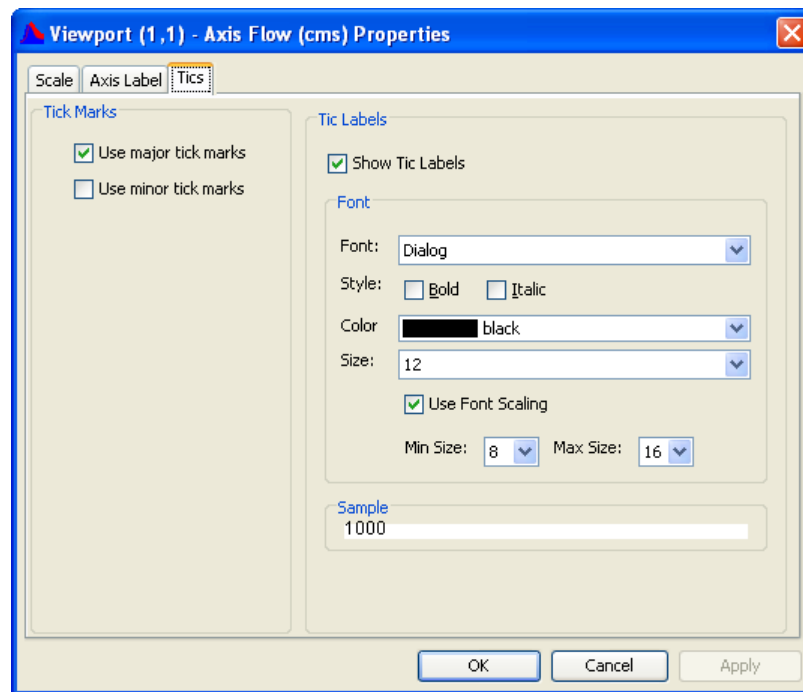 Viewport (1,1) - Axis Flow (cms) Properties
Scale Axis Label Tics
Tick Marks
Use major tick marks
Use minor tick marks
Tic Labels
Show Tic Labels
Font
Font: Dialog
Style: Bold Italic
Color black
Size: 12
Use Font Scaling
Min Size: 8 Max Size: 16
Sample
1000
OK Cancel Apply